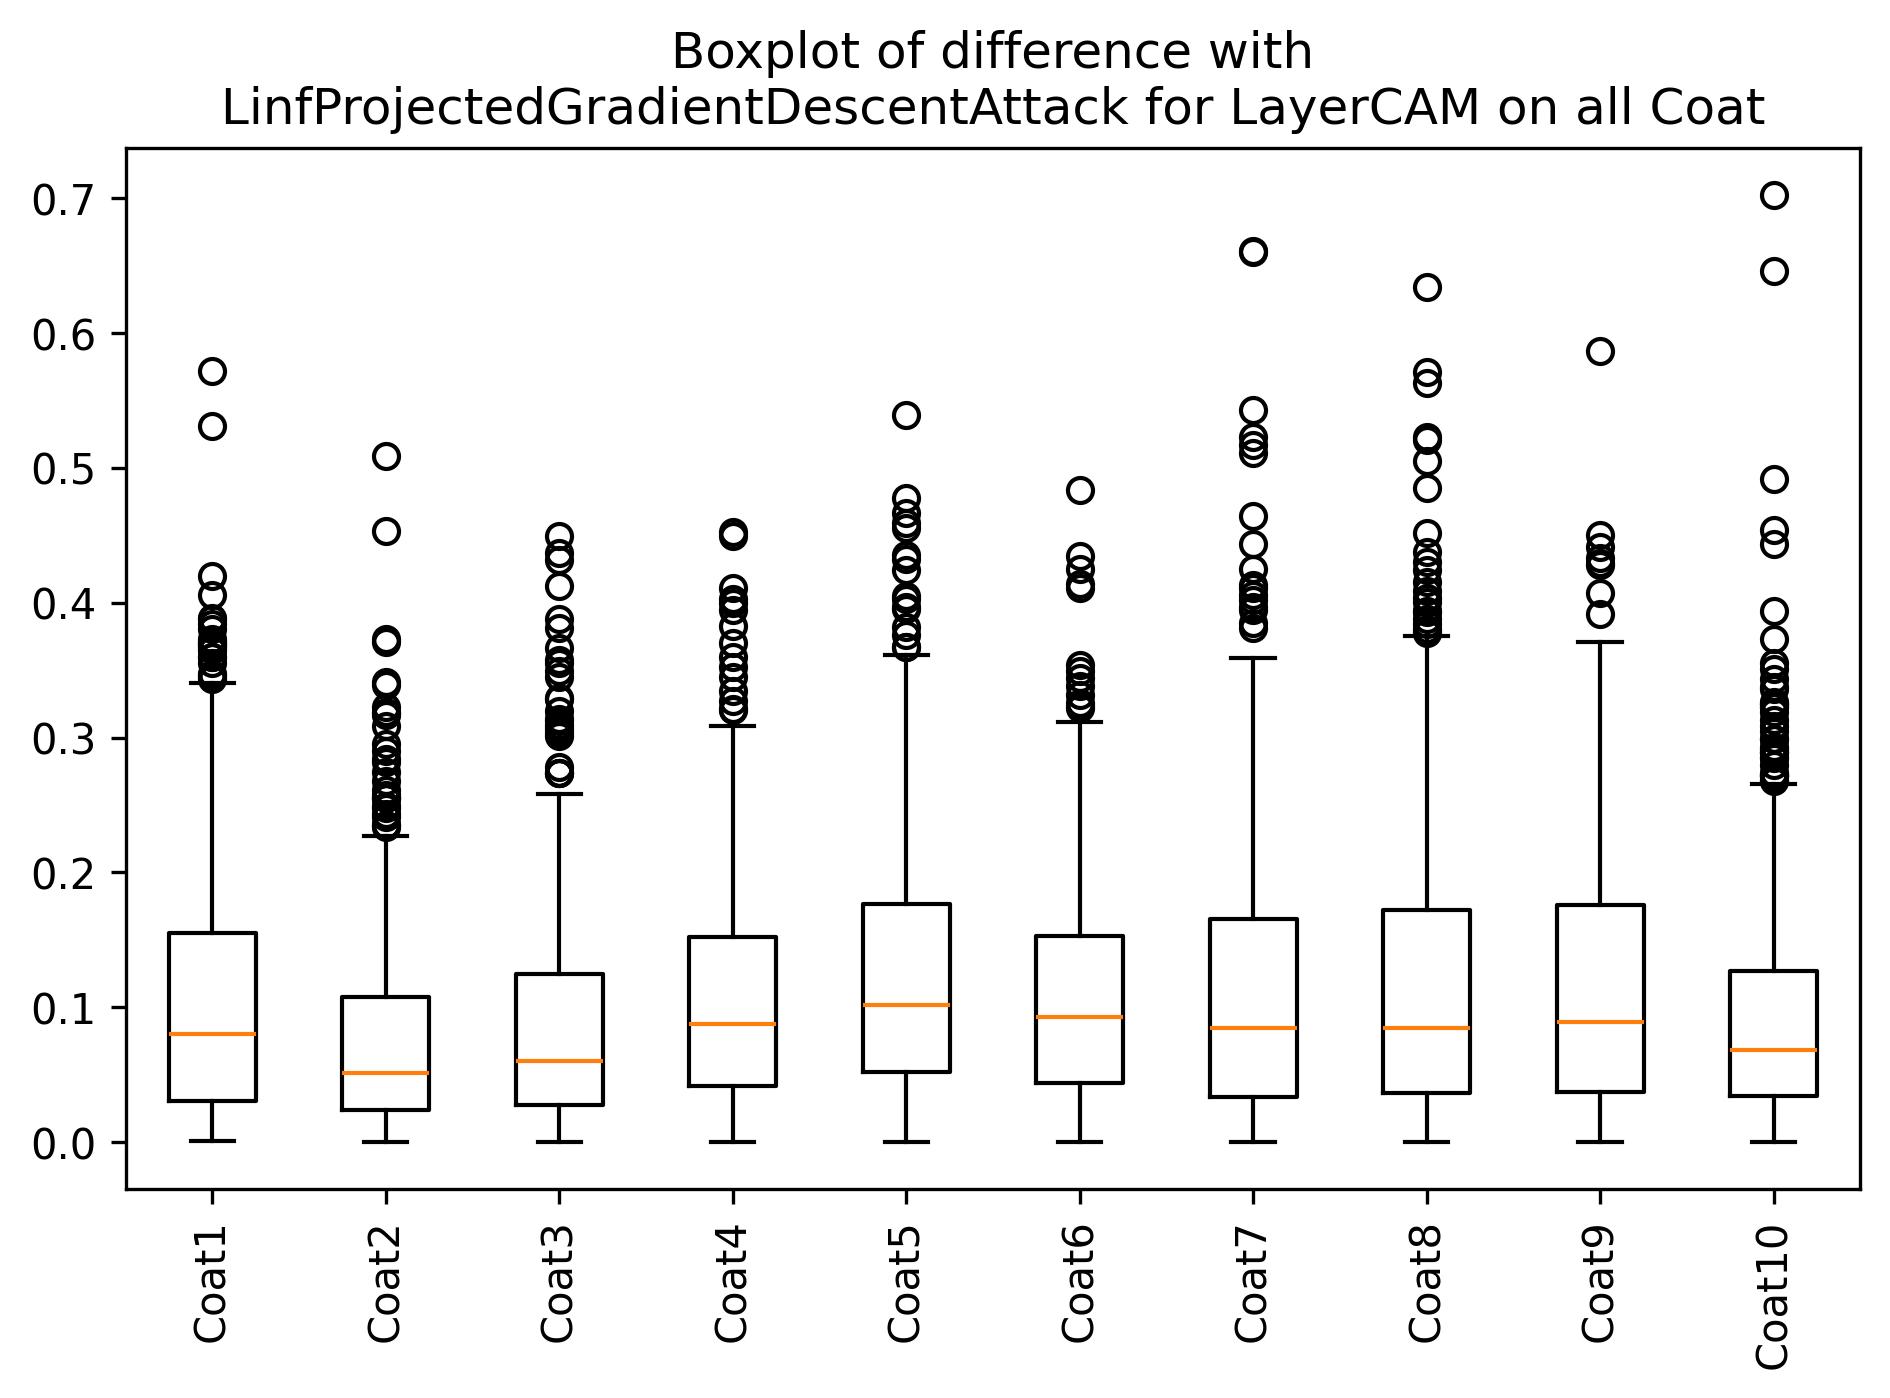 Boxplot of difference with
LinfProjectedGradientDescentAttack for LayerCAM on all Coat
0.7
0.6
0.5
0.4
0.3
0.2
0.1
0.0
Coat1
Coat2
Coat3
Coat4
Coat5
Coat6
Coat7
Coat8
Coat9
Coat10